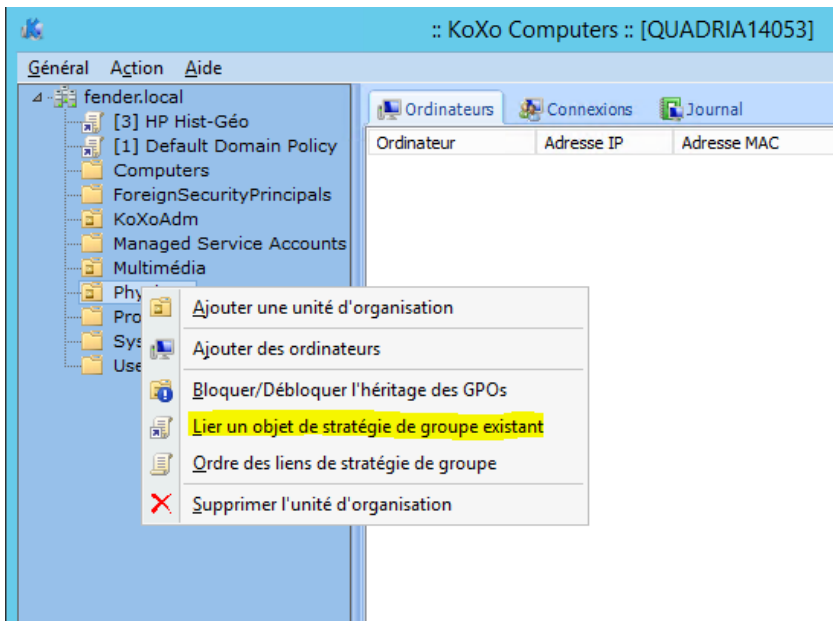 :: KoXo Computers :: [QUADRIA14053]
Général Action Aide
fender.local
[3] HP Hist-Géo
[1] Default Domain Policy
Computers
ForeignSecurityPrincipals
KoXoAdm
Managed Service Accounts
Multimédia
Ordinateurs Connexions Journal
Ordinateur Adresse IP Adresse MAC
Ajouter une unité d'organisation
Ajouter des ordinateurs
Bloquer/Débloquer l'héritage des GPOs
Lier un objet de stratégie de groupe existant
Ordre des liens de stratégie de groupe
Supprimer l'unité d'organisation